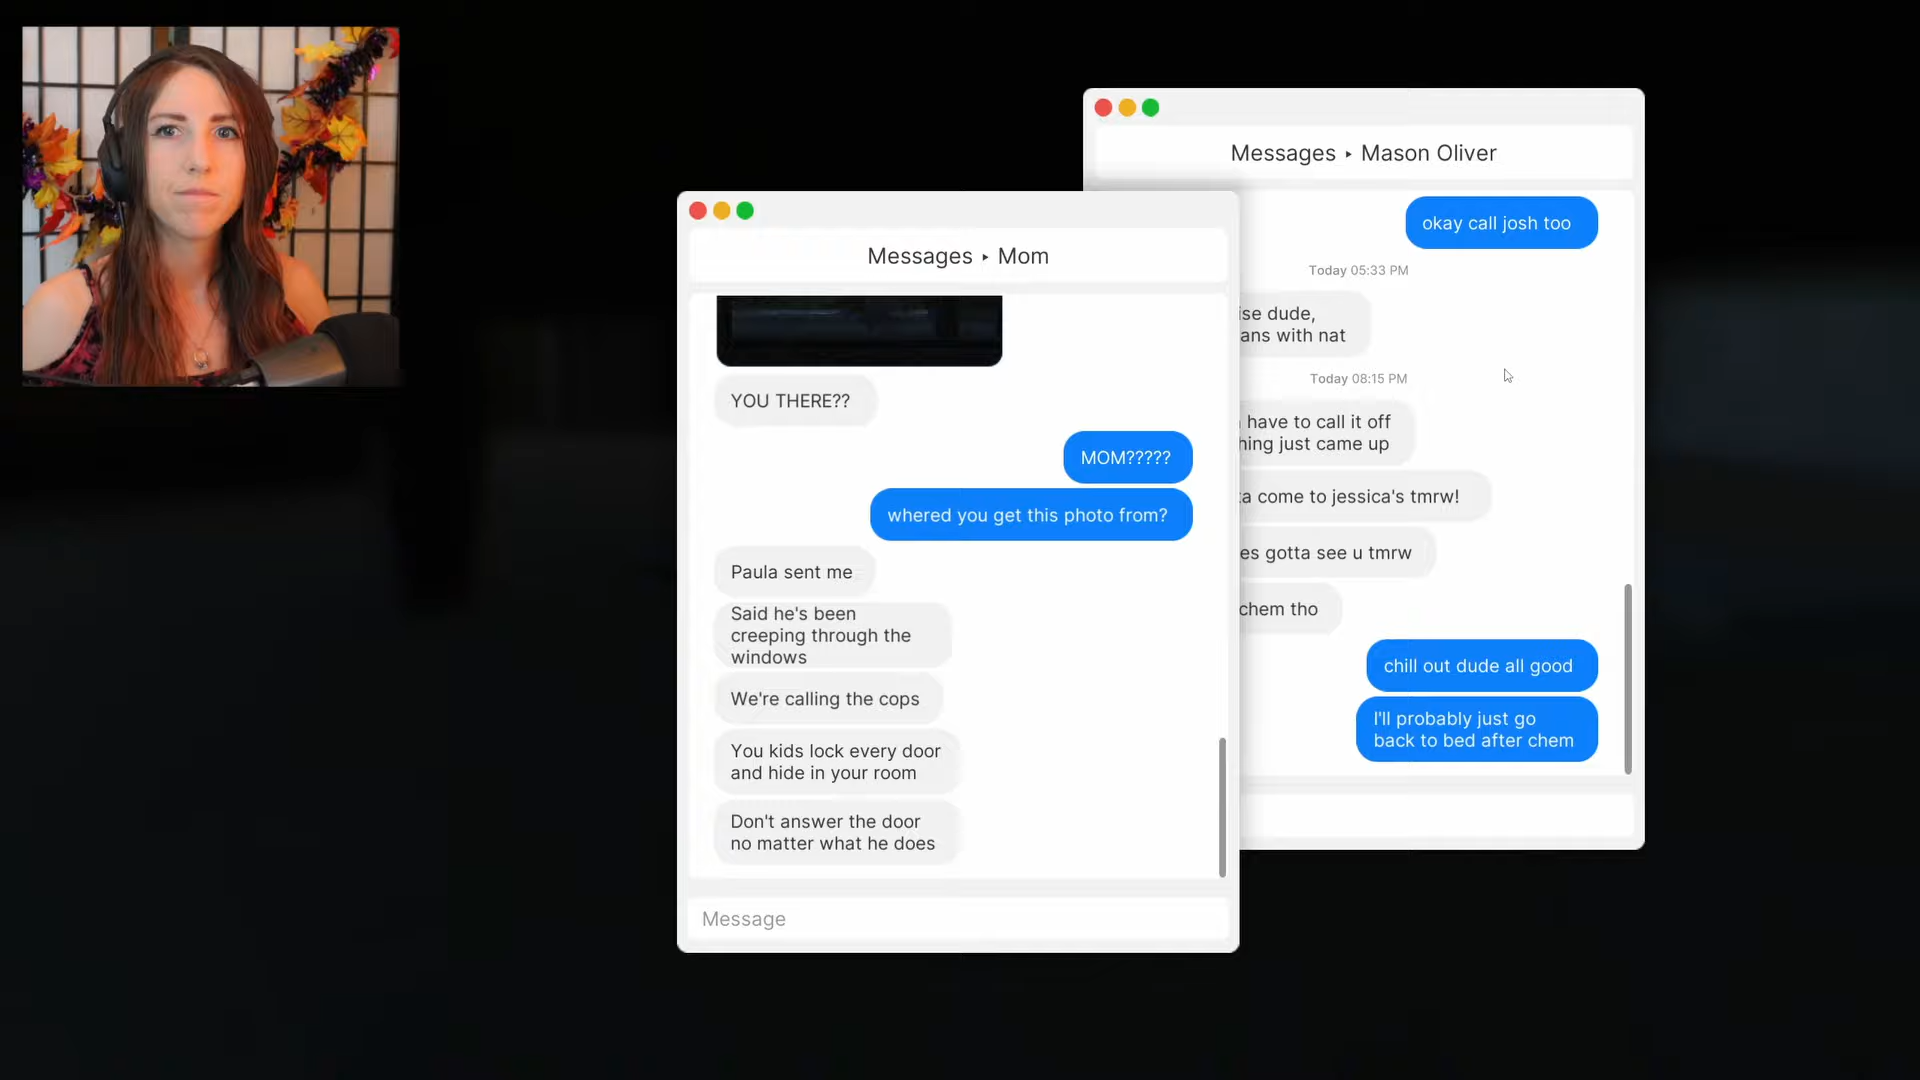 Messages ▸ Mom
YOU THERE??
MOM?????
whered you get this photo from?
Paula sent me
Said he's been
creeping through the
windows
We're calling the cops
You kids lock every door
and hide in your room
Don't answer the door
no matter what he does
Message
Messages ▸ Mason Oliver
okay call josh too
Today 05:33 PM
dude,
with nat
Today 08:15 PM
have to call it off
just came up
come to jessica's tmrw!
gotta see u tmrw
chem tho
chill out dude all good
I'll probably just go
back to bed after chem